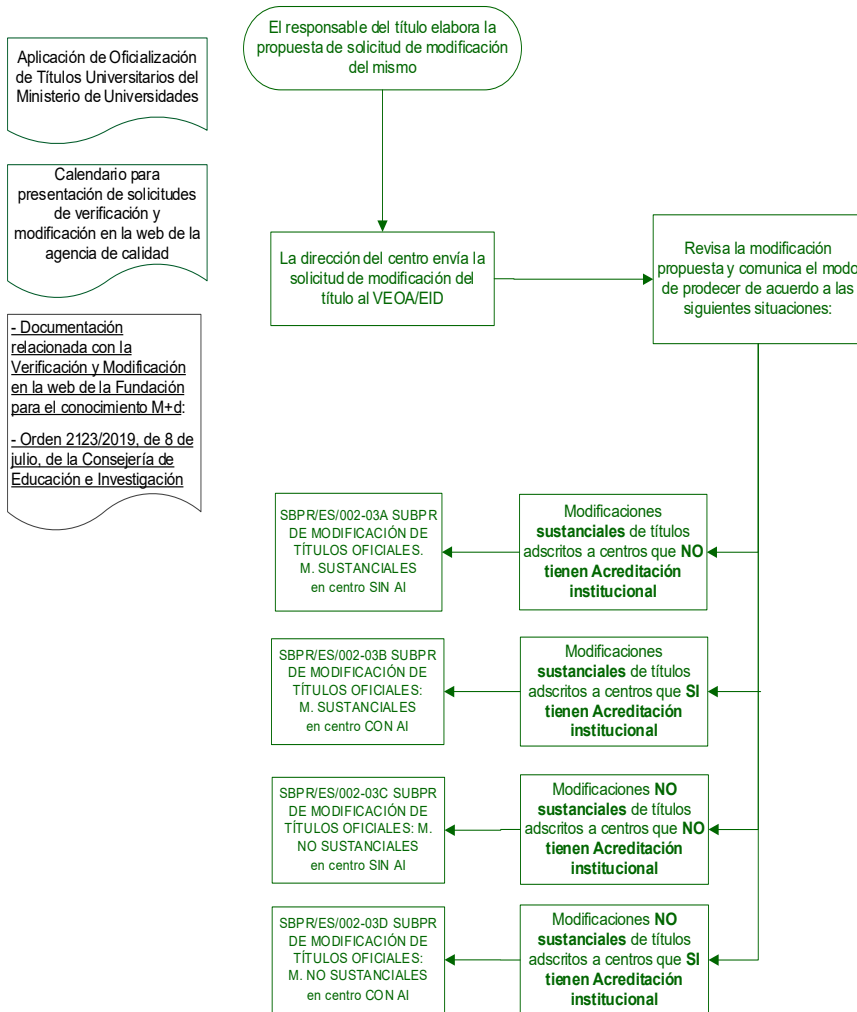 El responsable del título elabora la
propuesta de solicitud de modificación
del mismo
Aplicación de Oficialización
de Títulos Universitarios del
Ministerio de Universidades
Calendario para
presentación de solicitudes
de verificación y
modificación en la web de la
agencia de calidad
- Documentación
relacionada con la
Verificación y Modificación
en la web de la Fundación
para el conocimiento M+d:
- Orden 2123/2019, de 8 de
julio, de la Consejería de
Educación e Investigación
La dirección del centro envía la
solicitud de modificación del
título al VEOA/EID
Revisa la modificación
propuesta y comunica el modo
de prodecer de acuerdo a las
siguientes situaciones:
SBPR/ES/002-03A SUBPR
DE MODIFICACIÓN DE
TÍTULOS OFICIALES.
M. SUSTANCIALES
en centro SIN AI
Modificaciones
sustanciales de títulos
adscritos a centros que NO
tienen Acreditación
institucional
SBPR/ES/002-03B SUBPR
DE MODIFICACIÓN DE
TÍTULOS OFICIALES:
M. SUSTANCIALES
en centro CON AI
Modificaciones
sustanciales de títulos
adscritos a centros que SI
tienen Acreditación
institucional
SBPR/ES/002-03C SUBPR
DE MODIFICACIÓN DE
TÍTULOS OFICIALES: M.
NO SUSTANCIALES
en centro SIN AI
Modificaciones NO
sustanciales de títulos
adscritos a centros que NO
tienen Acreditación
institucional
SBPR/ES/002-03D SUBPR
DE MODIFICACIÓN DE
TÍTULOS OFICIALES:
M. NO SUSTANCIALES
en centro CON AI
Modificaciones NO
sustanciales de títulos
adscritos a centros que SI
tienen Acreditación
institucional